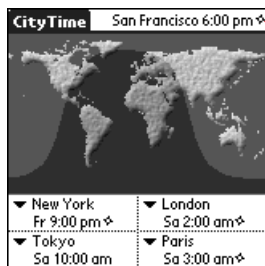 CityTime San Francisco 6:00 pm
New York London
Fr 9:00 pm Sa 2:00 am
Tokyo Paris
Sa 10:00 am Sa 3:00 am